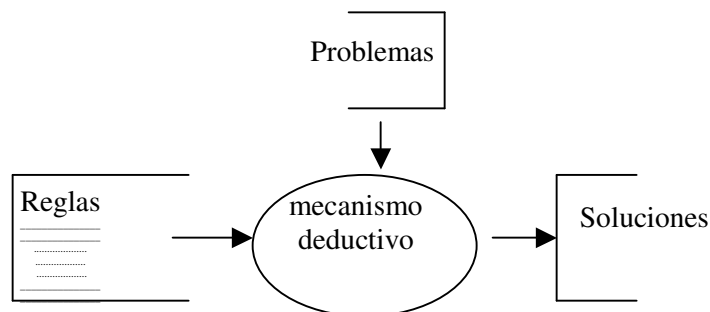 Problemas
Reglas
mecanismo
deductivo
Soluciones